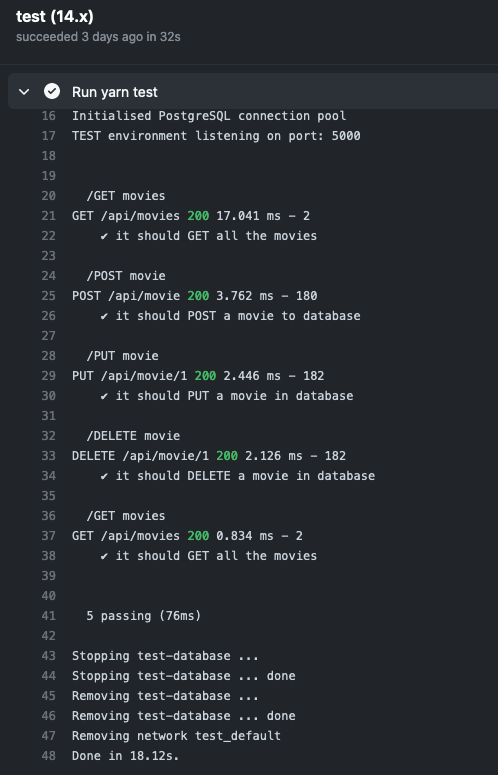 test (14.x)
succeeded 3 days ago in 32s
Run yarn test
16 Initialised PostgreSQL connection pool
17 TEST environment listening on port: 5000
18
19
20 /GET movies
21 GET /api/movies 200 17.041 ms - 2
22 ✔ it should GET all the movies
23
24 /POST movie
25 POST /api/movie 200 3.762 ms - 180
26 ✔ it should POST a movie to database
27
28 /PUT movie
29 PUT /api/movie/1 200 2.446 ms - 182
30 ✔ it should PUT a movie in database
31
32 /DELETE movie
33 DELETE /api/movie/1 200 2.126 ms - 182
34 ✔ it should DELETE a movie in database
35
36 /GET movies
37 GET /api/movies 200 0.834 ms - 2
38 ✔ it should GET all the movies
39
40
41 5 passing (76ms)
42
43 Stopping test-database ...
44 Stopping test-database ... done
45 Removing test-database ...
46 Removing test-database ... done
47 Removing network test_default
48 Done in 18.12s.